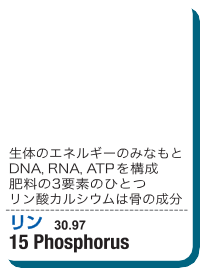 生体のエネルギーのみなもと
DNA, RNA, ATPを構成
肥料の3要素のひとつ
リン酸カルシウムは骨の成分
リン 30.97
15 Phosphorus